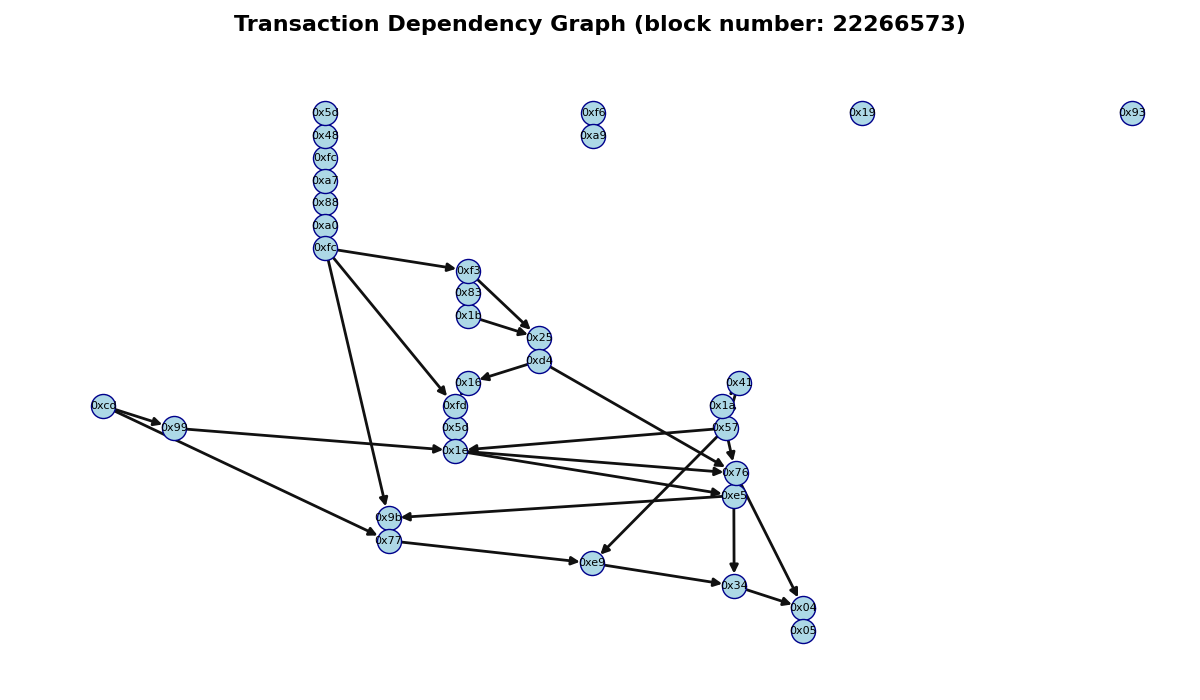 Transaction Dependency Graph (block number: 22266573)
0x5d
0xf6
0x19
0x93
0x48
0xa9
0xfc
0xa7
0x88
0xa0
0xfc
0xf3
0x83
0x1b
0x25
0xd4
0x16
0x41
0xcd
0xfd
0x1a
0x99
0x5d
0x57
0x1e
0x76
0xe5
0x9b
0x77
0xe9
0x34
0x04
0x05